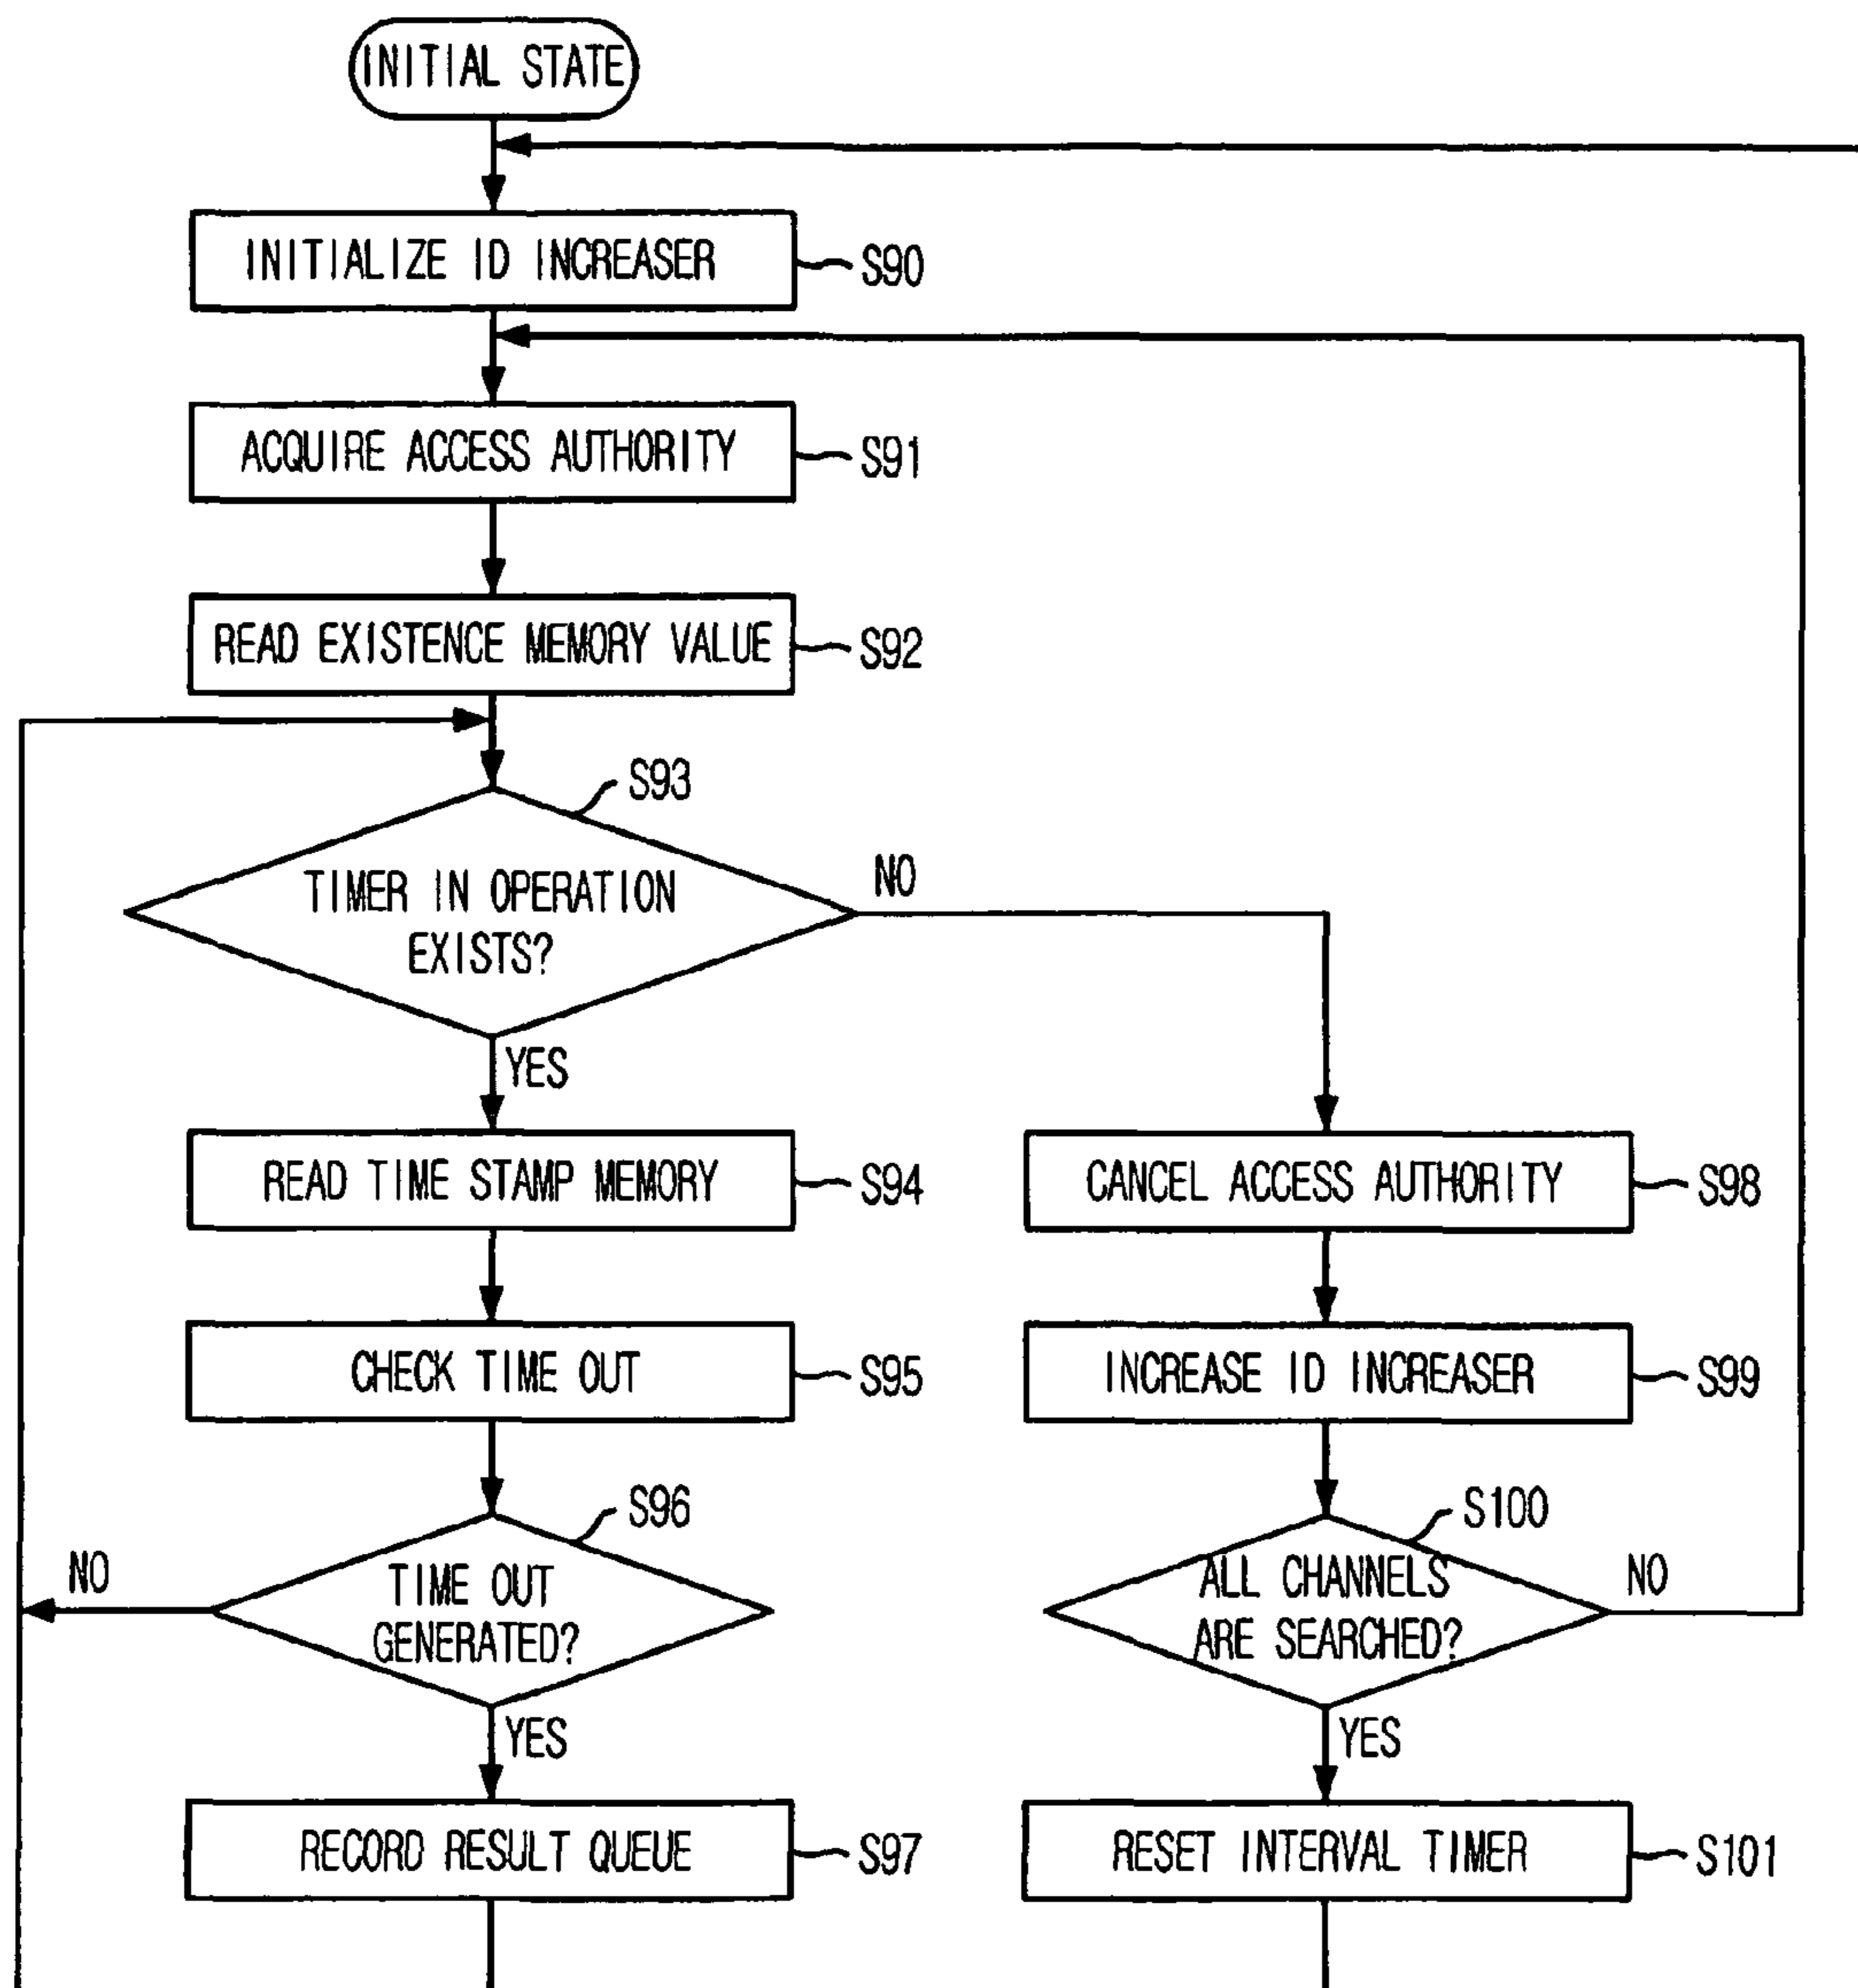 INITIAL STATE
INITIALIZE ID INCREASER
S90
ACQUIRE ACCESS AUTHORITY
S91
READ EXISTENCE MEMORY VALUE
S92
S93
TIMER IN OPERATION
EXISTS?
NO
YES
READ TIME STAMP MEMORY
S94
CANCEL ACCESS AUTHORITY
S98
CHECK TIME OUT
S95
INCREASE ID INCREASER
S99
S96
TIME OUT
GENERATED?
NO
YES
S100
ALL CHANNELS
ARE SEARCHED?
NO
YES
RECORD RESULT QUEUE
S97
RESET INTERVAL TIMER
S101